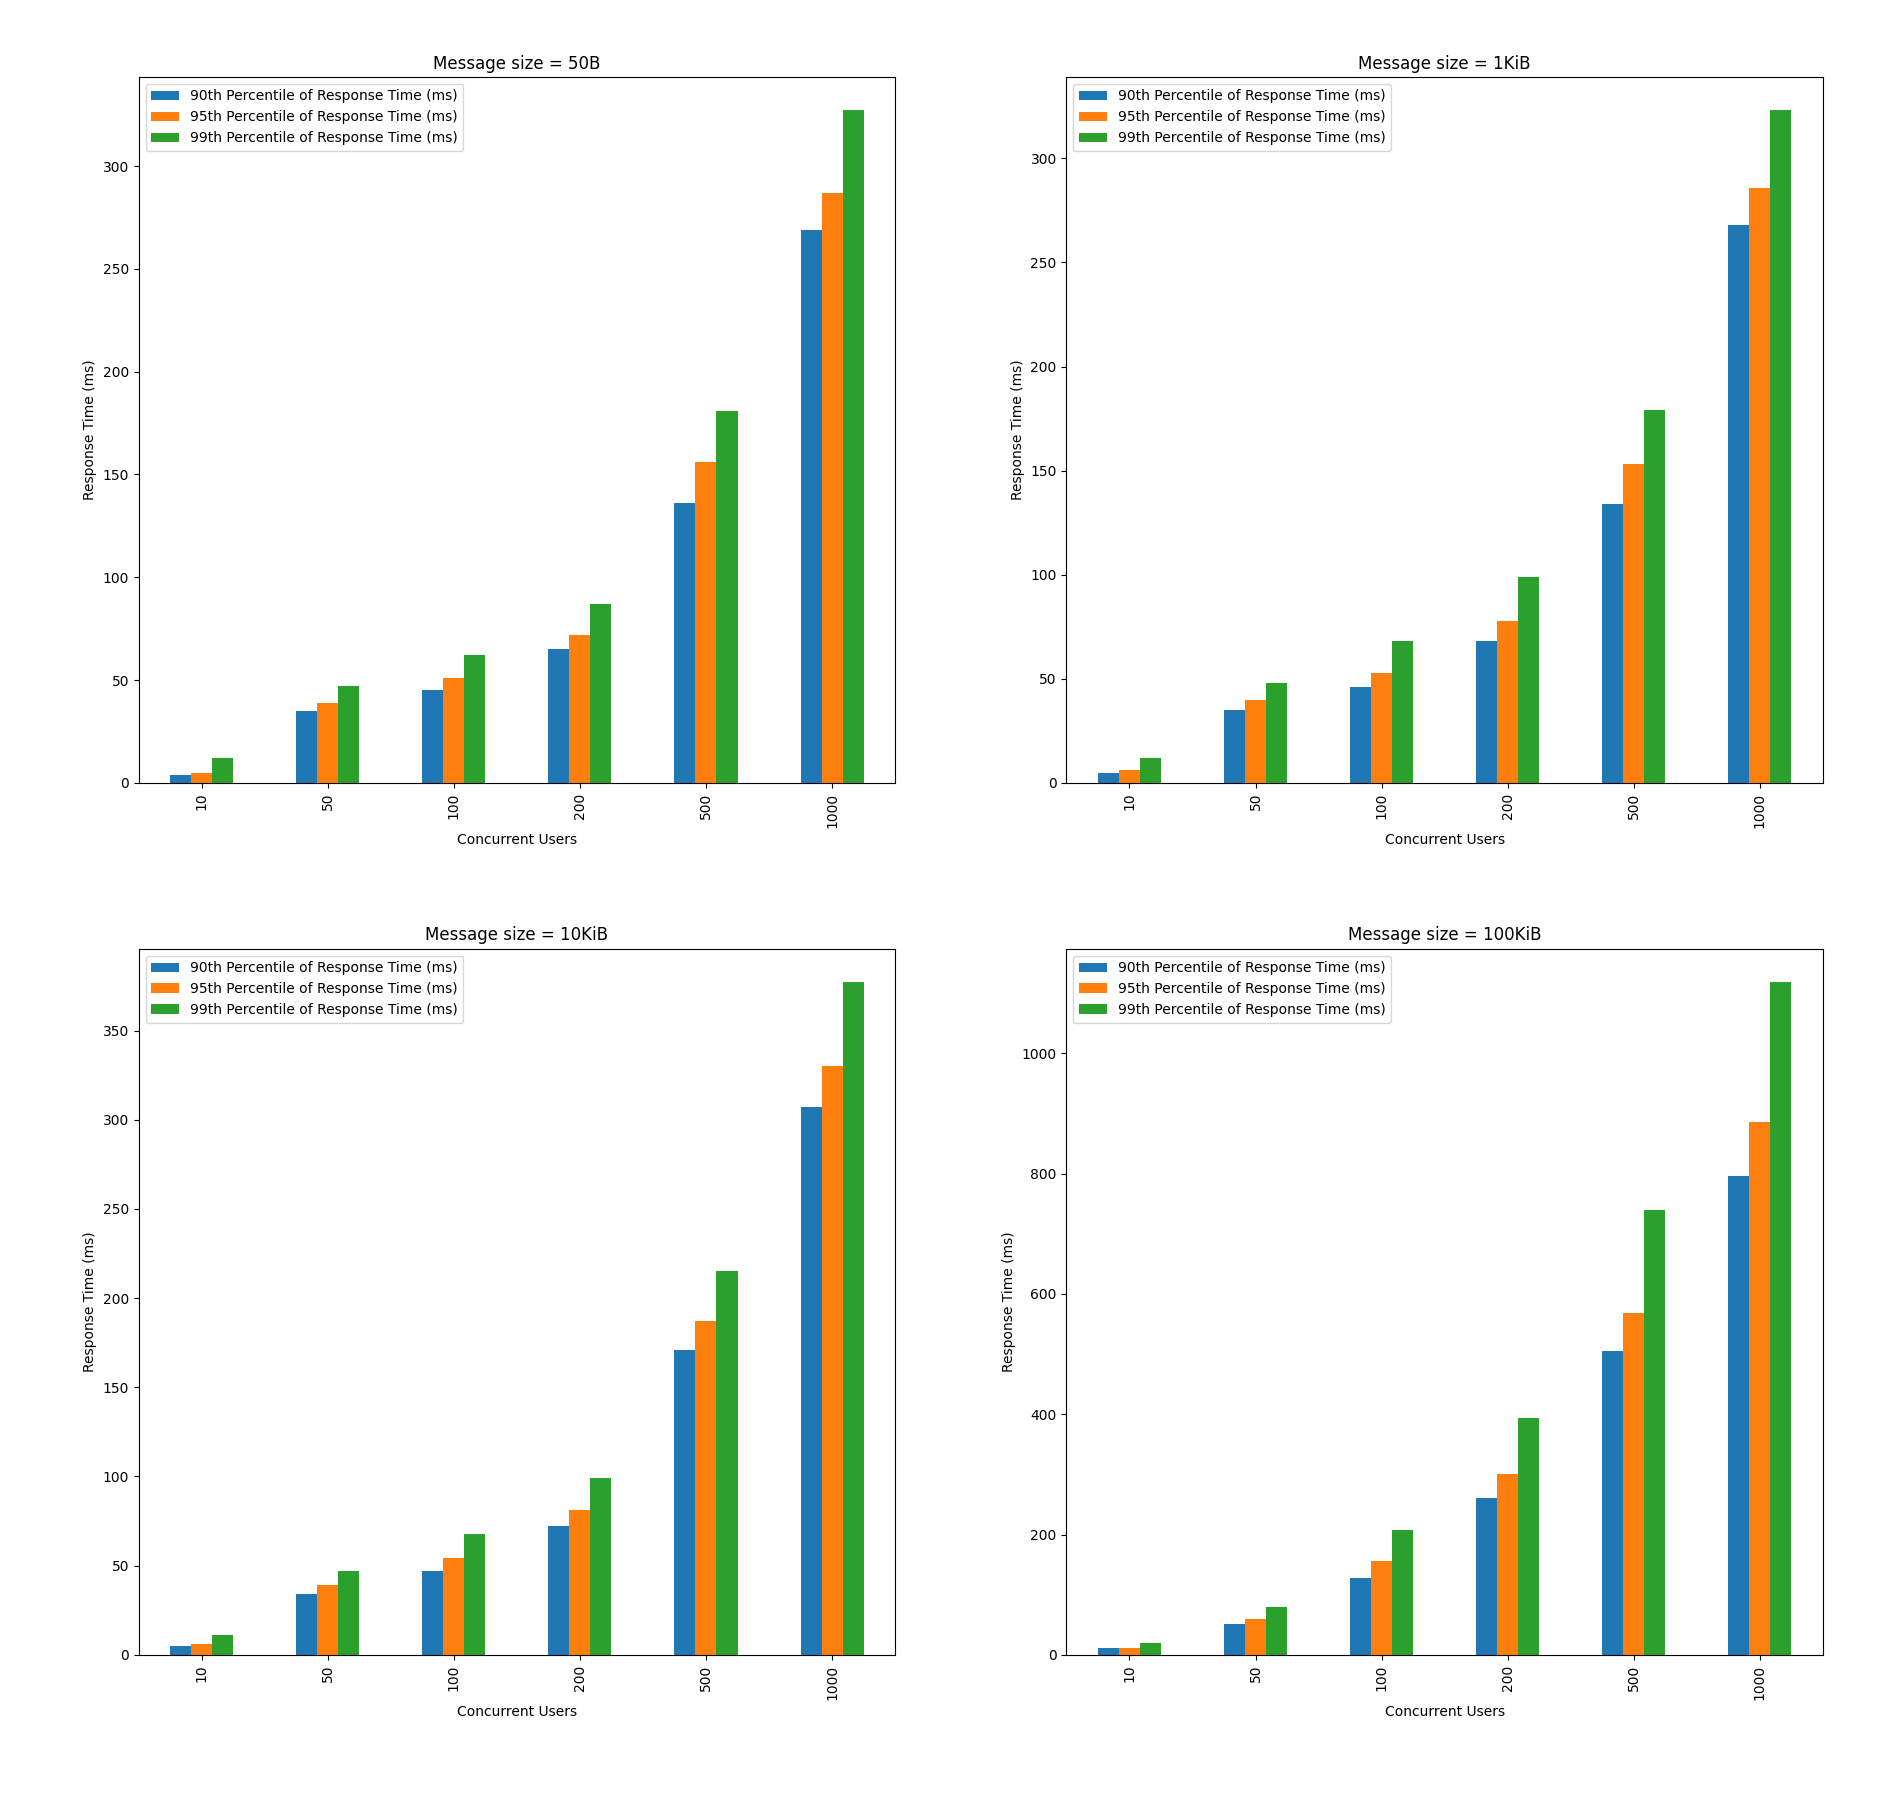 Message size = 50B
90th Percentile of Response Time (ms)
95th Percentile of Response Time (ms)
99th Percentile of Response Time (ms)
300
250
200
150
100
50
0
Response Time (ms)
10 50 100 200 500 1000
Concurrent Users
Message size = 1KiB
90th Percentile of Response Time (ms)
95th Percentile of Response Time (ms)
99th Percentile of Response Time (ms)
300
250
200
150
100
50
0
Response Time (ms)
10 50 100 200 500 1000
Concurrent Users
Message size = 10KiB
90th Percentile of Response Time (ms)
95th Percentile of Response Time (ms)
99th Percentile of Response Time (ms)
350
300
250
200
150
100
50
0
Response Time (ms)
10 50 100 200 500 1000
Concurrent Users
Message size = 100KiB
90th Percentile of Response Time (ms)
95th Percentile of Response Time (ms)
99th Percentile of Response Time (ms)
1000
800
600
400
200
0
Response Time (ms)
10 50 100 200 500 1000
Concurrent Users